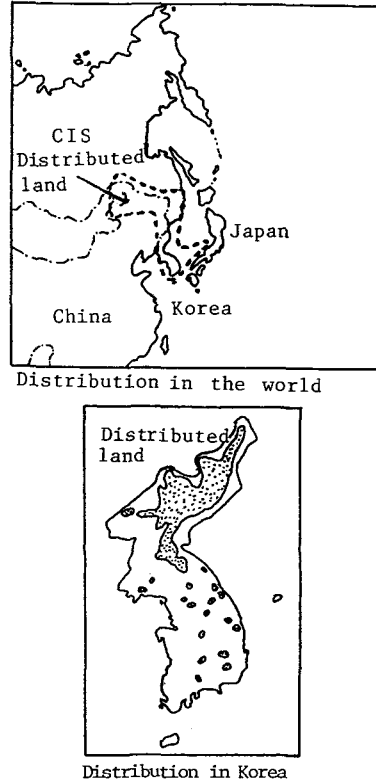 CIS
Distributed
land
Japan
Korea
China
Distribution in the world
Distributed
land
Distribution in Korea